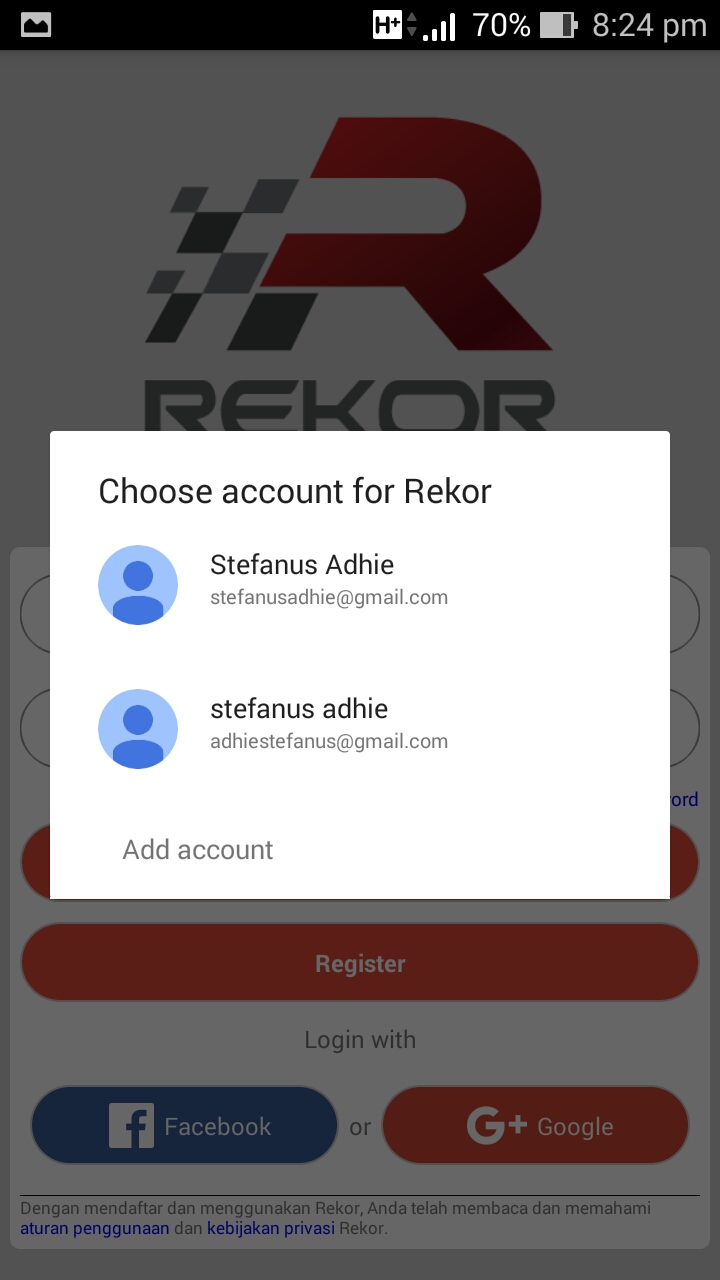 H+ 70% 8:24 pm
R
REKOR
Choose account for Rekor
Stefanus Adhie
stefanusadhie@gmail.com
stefanus adhie
adhiestefanus@gmail.com
Add account
Register
Login with
f Facebook or G+ Google
Dengan mendaftar dan menggunakan Rekor, Anda telah membaca dan memahami
aturan penggunaan dan kebijakan privasi Rekor.